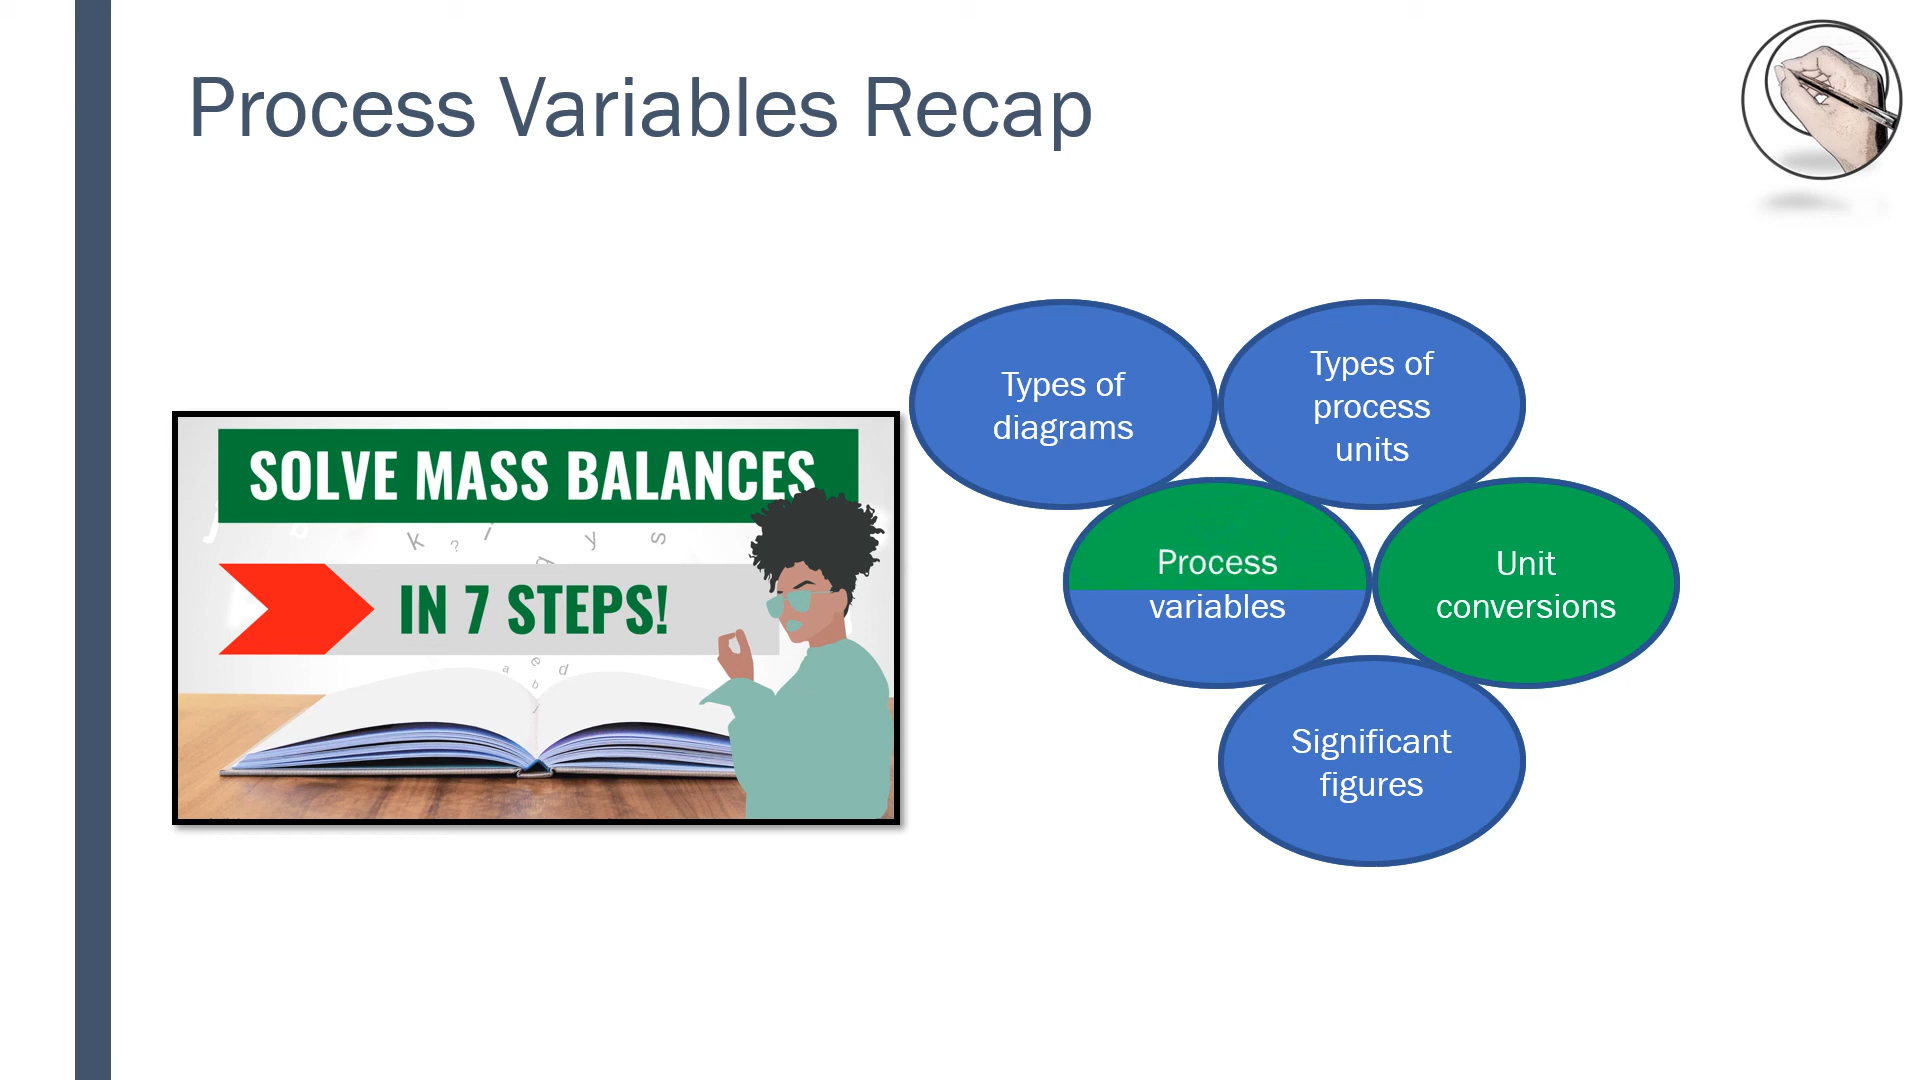 Process Variables Recap
SOLVE MASS BALANCES
k ? i y s
IN 7 STEPS!
a e d
b
Types of
diagrams
Types of
process
units
Process
variables
Unit
conversions
Significant
figures